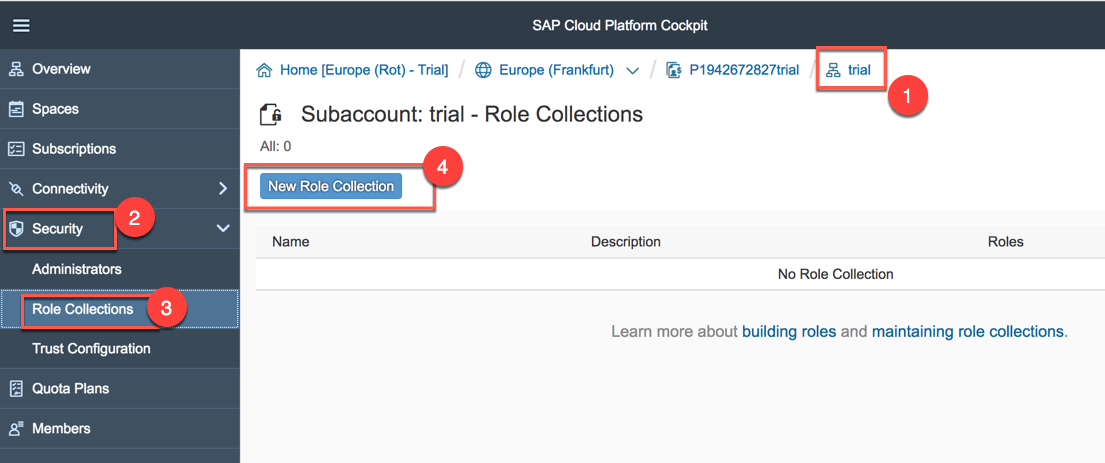 SAP Cloud Platform Cockpit
Overview
Spaces
Subscriptions
Connectivity
Security
2
Administrators
Role Collections
3
Trust Configuration
Quota Plans
Members
Home [Europe (Rot) - Trial] / Europe (Frankfurt) / P1942672827trial / trial
1
Subaccount: trial - Role Collections
All: 0
4
New Role Collection
Name Description Roles
No Role Collection
Learn more about building roles and maintaining role collections.